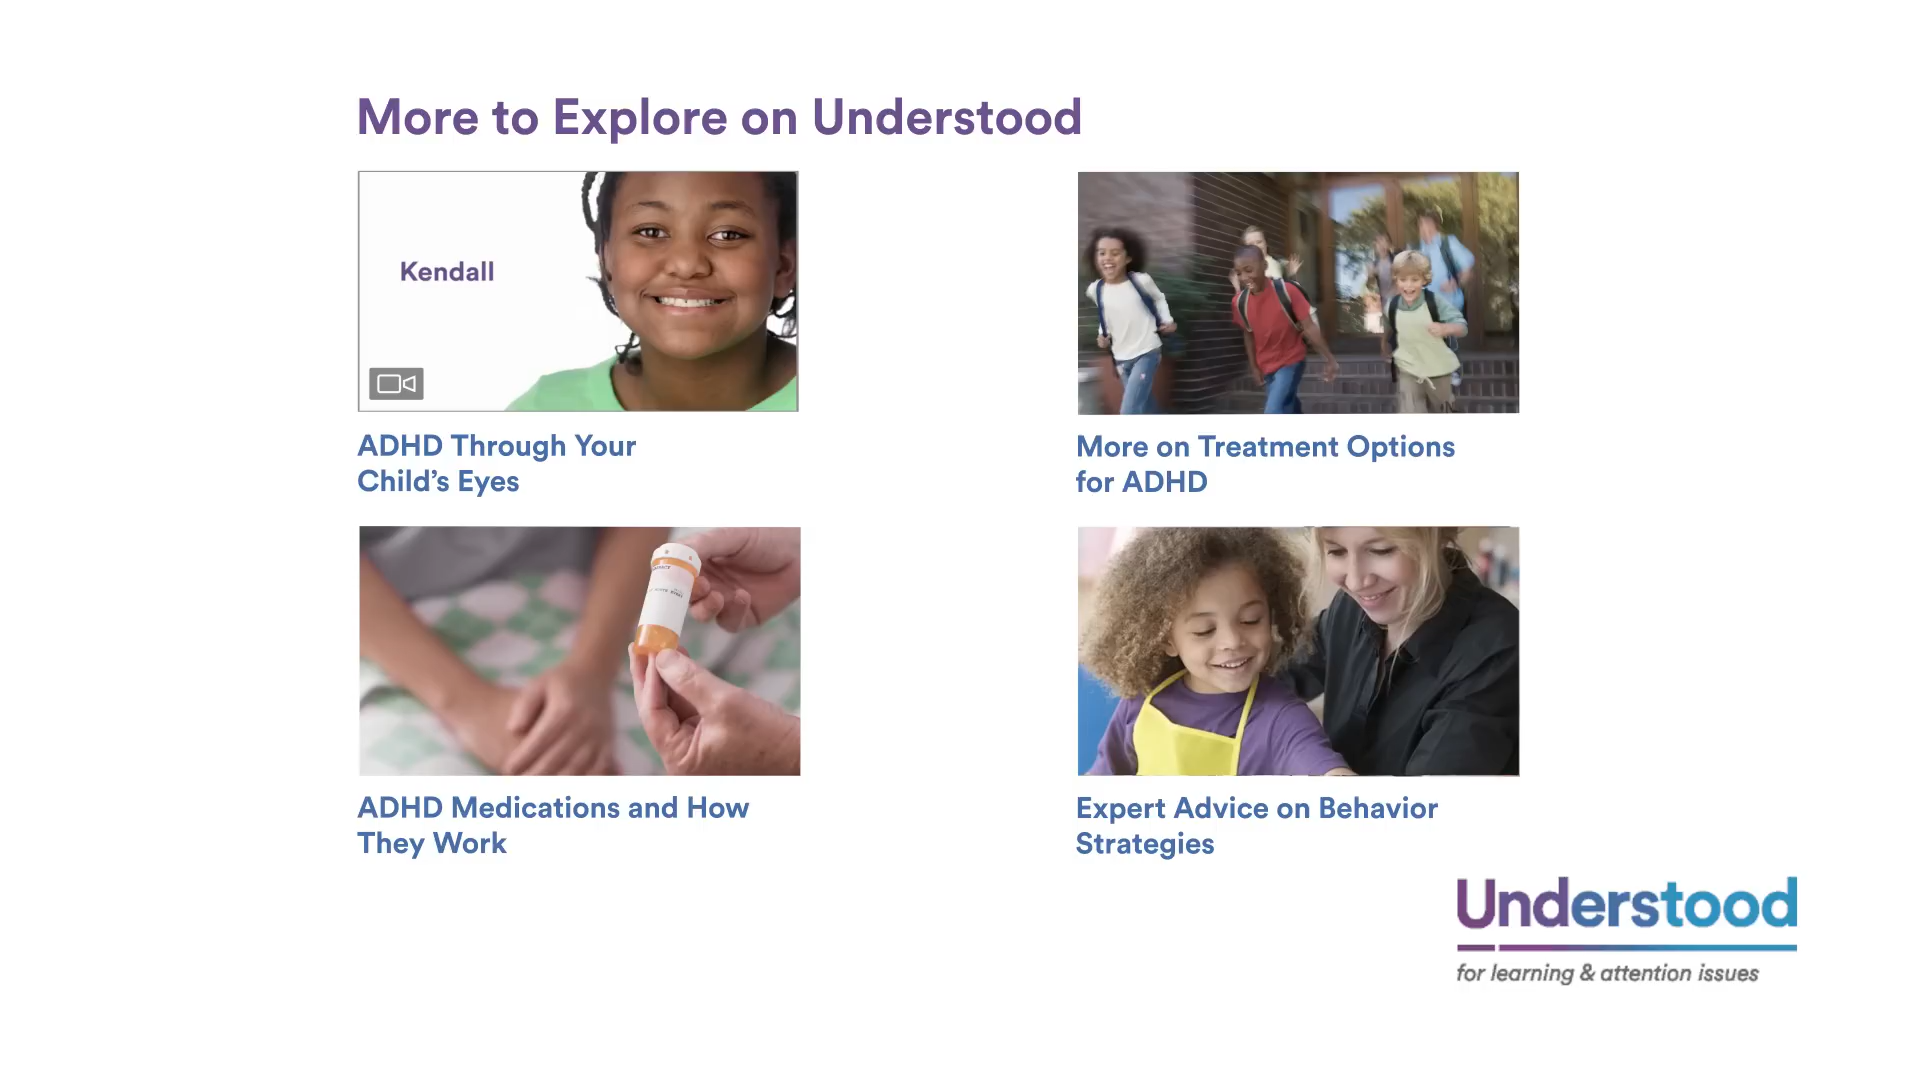 More to Explore on Understood
Kendall
ADHD Through Your
Child’s Eyes
More on Treatment Options
for ADHD
ADHD Medications and How
They Work
Expert Advice on Behavior
Strategies
Understood
for learning & attention issues